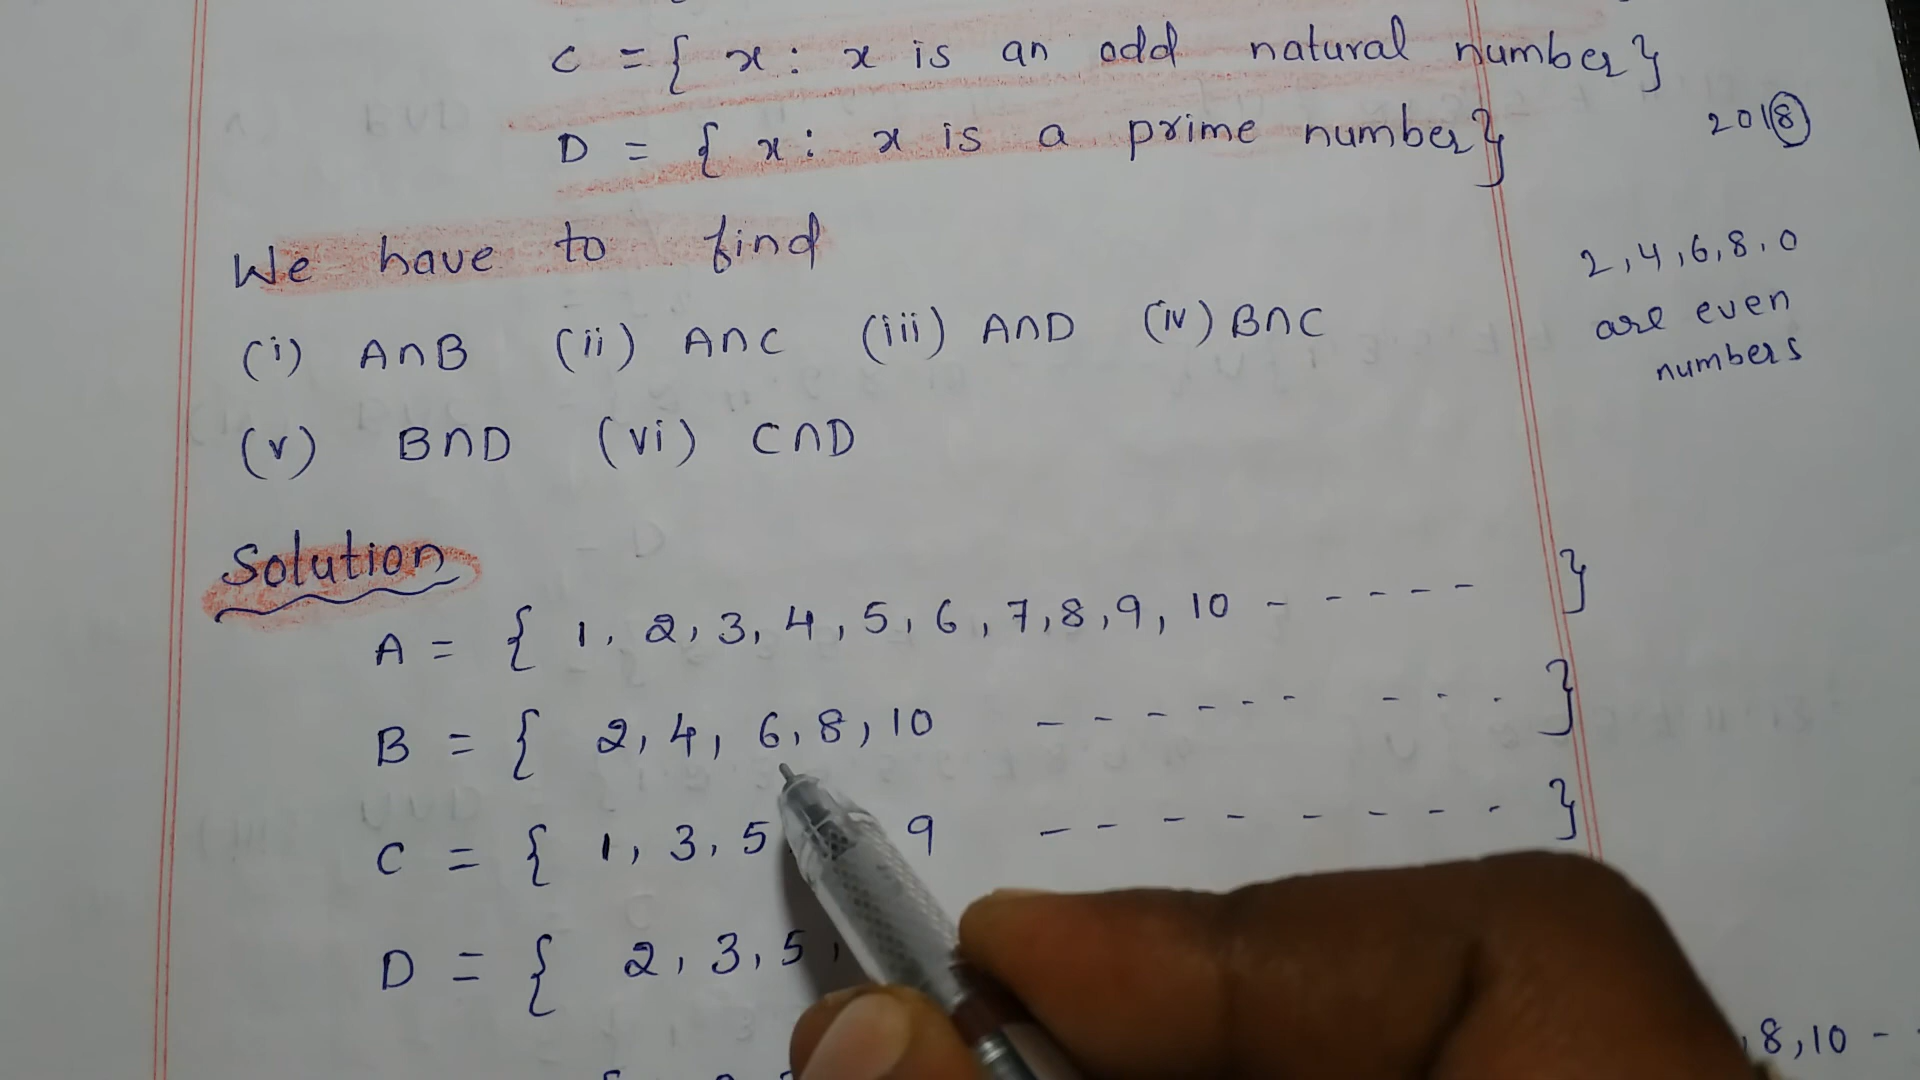 C = { x : x is an odd natural number }
D = { x : x is a prime number }
2018
We have to find
2, 4, 6, 8, 0
are even
numbers
(i) A∩B (ii) A∩C (iii) A∩D (iv) B∩C
(v) B∩D (vi) C∩D
Solution
A = { 1, 2, 3, 4, 5, 6, 7, 8, 9, 10 - - - - - }
B = { 2, 4, 6, 8, 10 - - - - - - - - - }
C = { 1, 3, 5 9 - - - - - - - - }
D = { 2, 3, 5,
, 8, 10 -